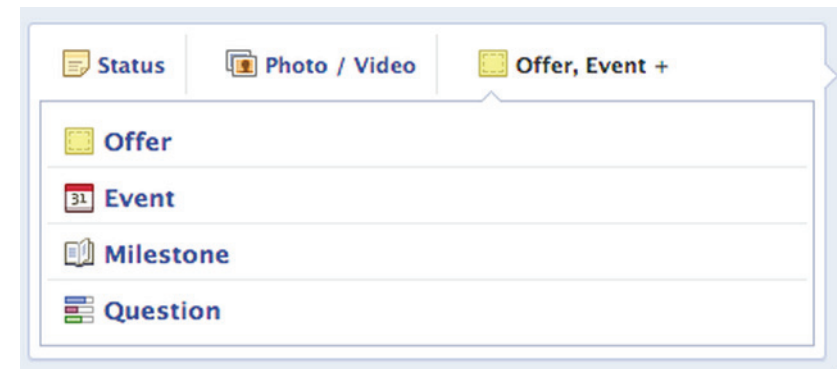 Status Photo / Video Offer, Event +
Offer
31 Event
Milestone
Question